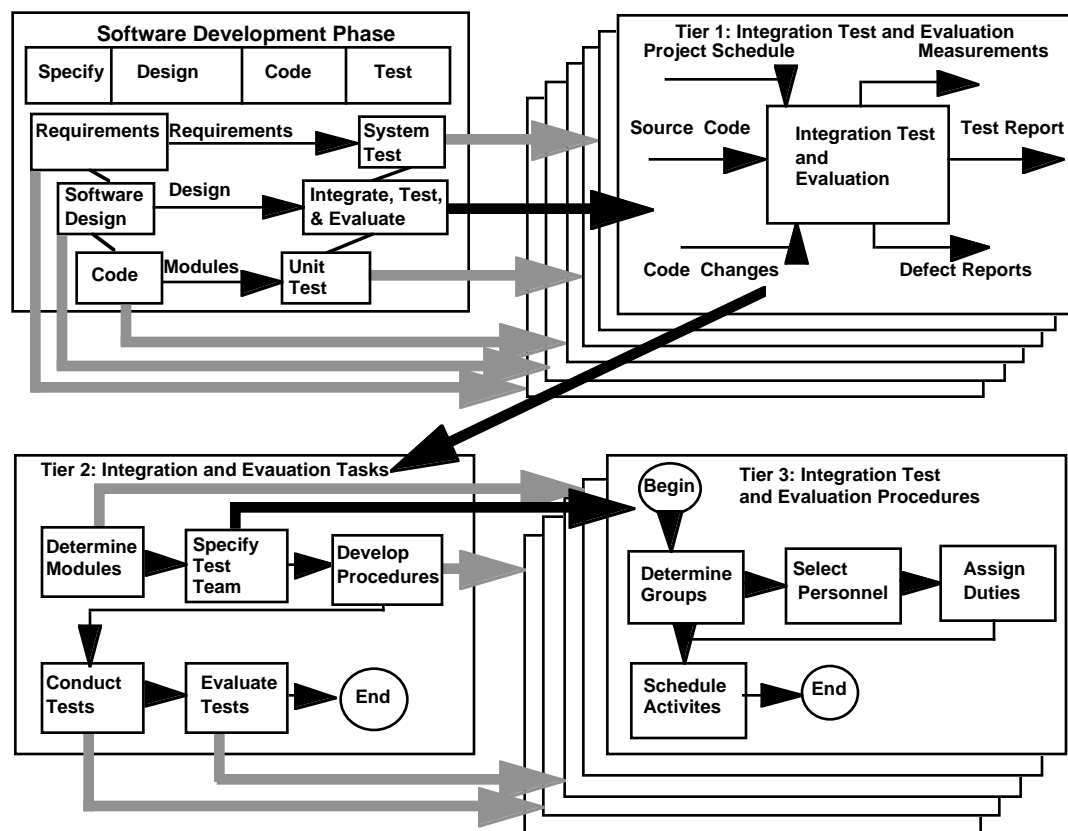 Software Development Phase
Specify
Design
Code
Test
Requirements
Requirements
System
Test
Software
Design
Design
Integrate, Test,
& Evaluate
Code
Modules
Unit
Test
Tier 1: Integration Test and Evaluation
Project Schedule
Measurements
Source Code
Integration Test
and
Evaluation
Test Report
Code Changes
Defect Reports
Tier 2: Integration and Evauation Tasks
Determine
Modules
Specify
Test
Team
Develop
Procedures
Conduct
Tests
Evaluate
Tests
End
Tier 3: Integration Test
and Evaluation Procedures
Begin
Determine
Groups
Select
Personnel
Assign
Duties
Schedule
Activites
End